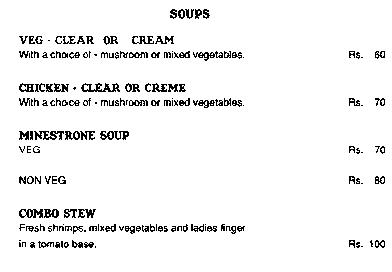 SOUPS
VEG - CLEAR OR CREAM
With a choice of - mushroom or mixed vegetables. Rs. 60
CHICKEN - CLEAR OR CREME
With a choice of - mushroom or mixed vegetables. Rs. 70
MINESTRONE SOUP
VEG Rs. 70
NON VEG Rs. 80
COMBO STEW
Fresh shrimps, mixed vegetables and ladies finger
in a tomato base. Rs. 100